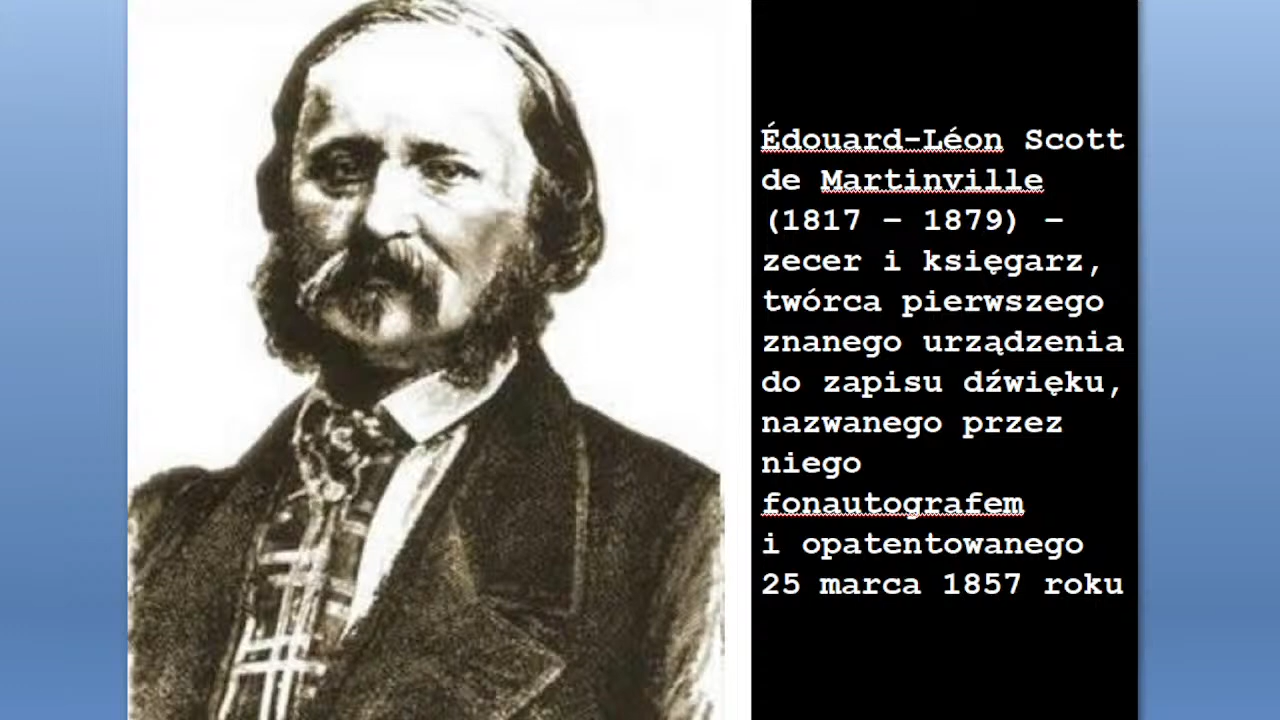 Édouard-Léon Scott
de Martinville
(1817 – 1879) –
zecer i księgarz,
twórca pierwszego
znanego urządzenia
do zapisu dźwięku,
nazwanego przez
niego
fonautografem
i opatentowanego
25 marca 1857 roku